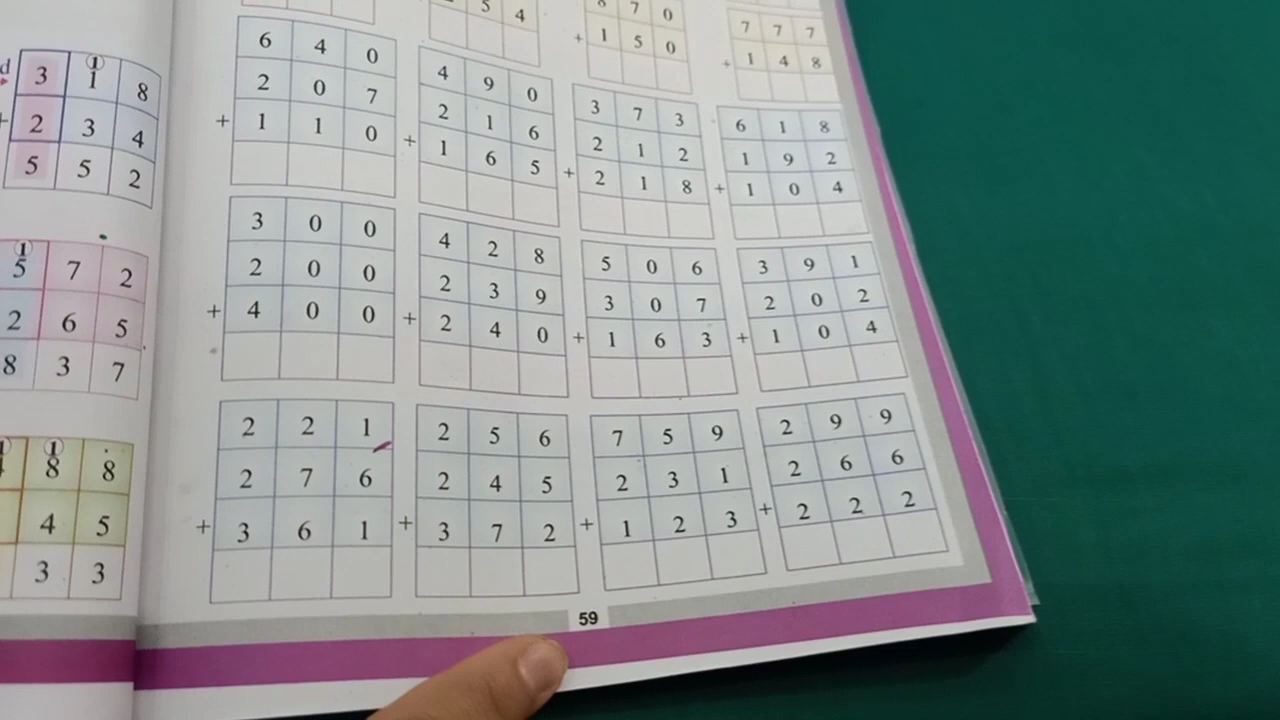 5 4
7 0
1 5 0
+
7 7 7
+ 1 4 8
d
3 1 1 8
+ 2 3 4
5 5 2
1
5 7 2
2 6 5
8 3 7
1
8 8
4 5
3 3
6 4 0
2 0 7
+ 1 1 0
4 9 0
2 1 6
+ 1 6 5
3 7 3
2 1 2
+ 2 1 8
6 1 8
1 9 2
+ 1 0 4
3 0 0
2 0 0
+ 4 0 0
4 2 8
2 3 9
+ 2 4 0
5 0 6
3 0 7
+ 1 6 3
3 9 1
2 0 2
+ 1 0 4
2 2 1
2 7 6
+ 3 6 1
2 5 6
2 4 5
+ 3 7 2
7 5 9
2 3 1
+ 1 2 3
2 9 9
2 6 6
+ 2 2 2
59